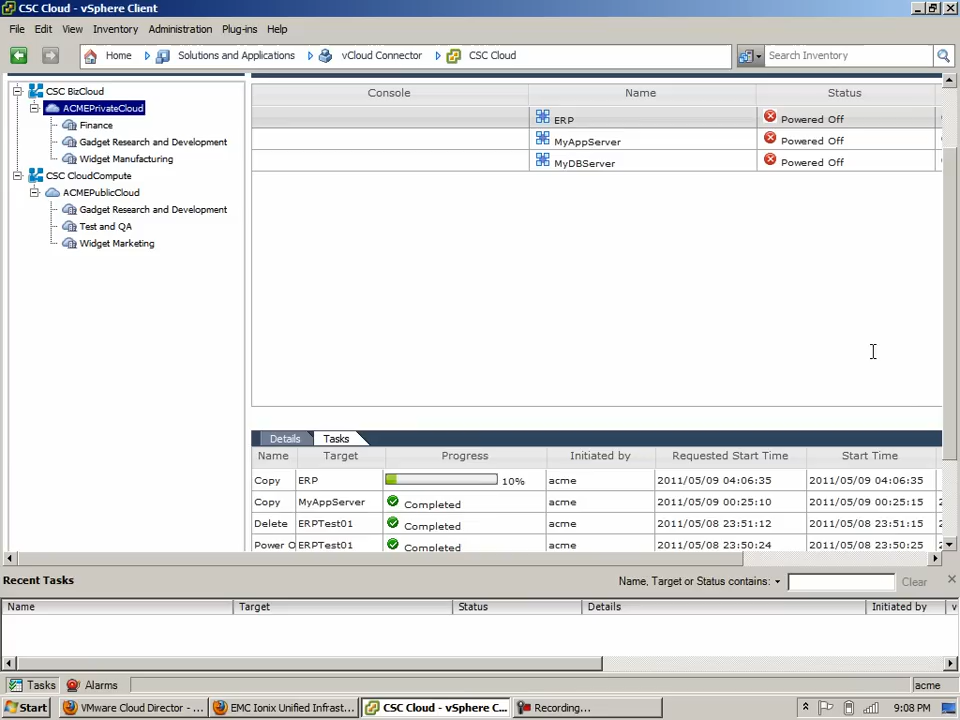 CSC Cloud - vSphere Client
File Edit View Inventory Administration Plug-ins Help
Home Solutions and Applications vCloud Connector CSC Cloud Search Inventory
CSC BizCloud
ACMEPrivateCloud
Finance
Gadget Research and Development
Widget Manufacturing
CSC CloudCompute
ACMEPublicCloud
Gadget Research and Development
Test and QA
Widget Marketing
Console Name Status
ERP Powered Off
MyAppServer Powered Off
MyDBServer Powered Off
Details Tasks
Name Target Progress Initiated by Requested Start Time Start Time
Copy ERP 10% acme 2011/05/09 04:06:35 2011/05/09 04:06:35
Copy MyAppServer Completed acme 2011/05/09 00:25:10 2011/05/09 00:25:10
Delete ERPTest01 Completed acme 2011/05/08 23:51:12 2011/05/08 23:51:15
Power O ERPTest01 Completed acme 2011/05/08 23:50:24 2011/05/08 23:50:25
Recent Tasks Name, Target or Status contains: Clear
Name Target Status Details Initiated by
Tasks Alarms acme
Start VMware Cloud Director - ... EMC Ionix Unified Infrast... CSC Cloud - vSphere C... Recording... 9:08 PM